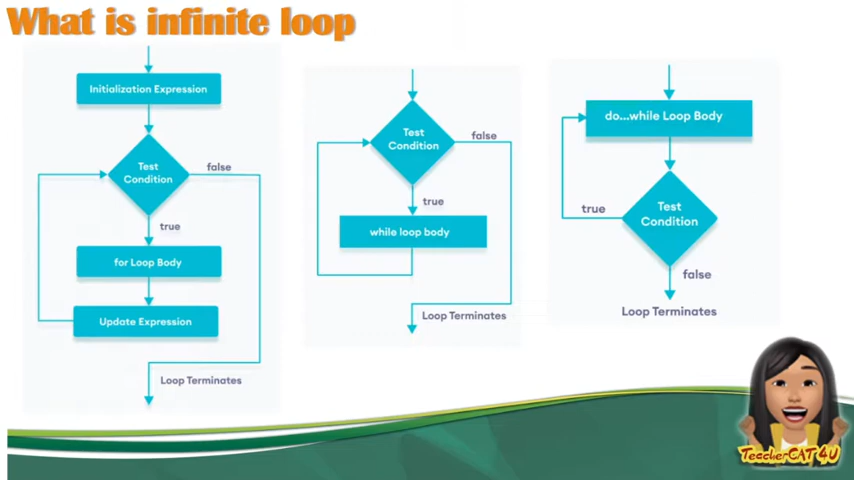 What is infinite loop
Initialization Expression
Test
Condition
false
true
for Loop Body
Update Expression
Loop Terminates
Test
Condition
false
true
while loop body
Loop Terminates
do...while Loop Body
true
Test
Condition
false
Loop Terminates
TeacherCAT4U